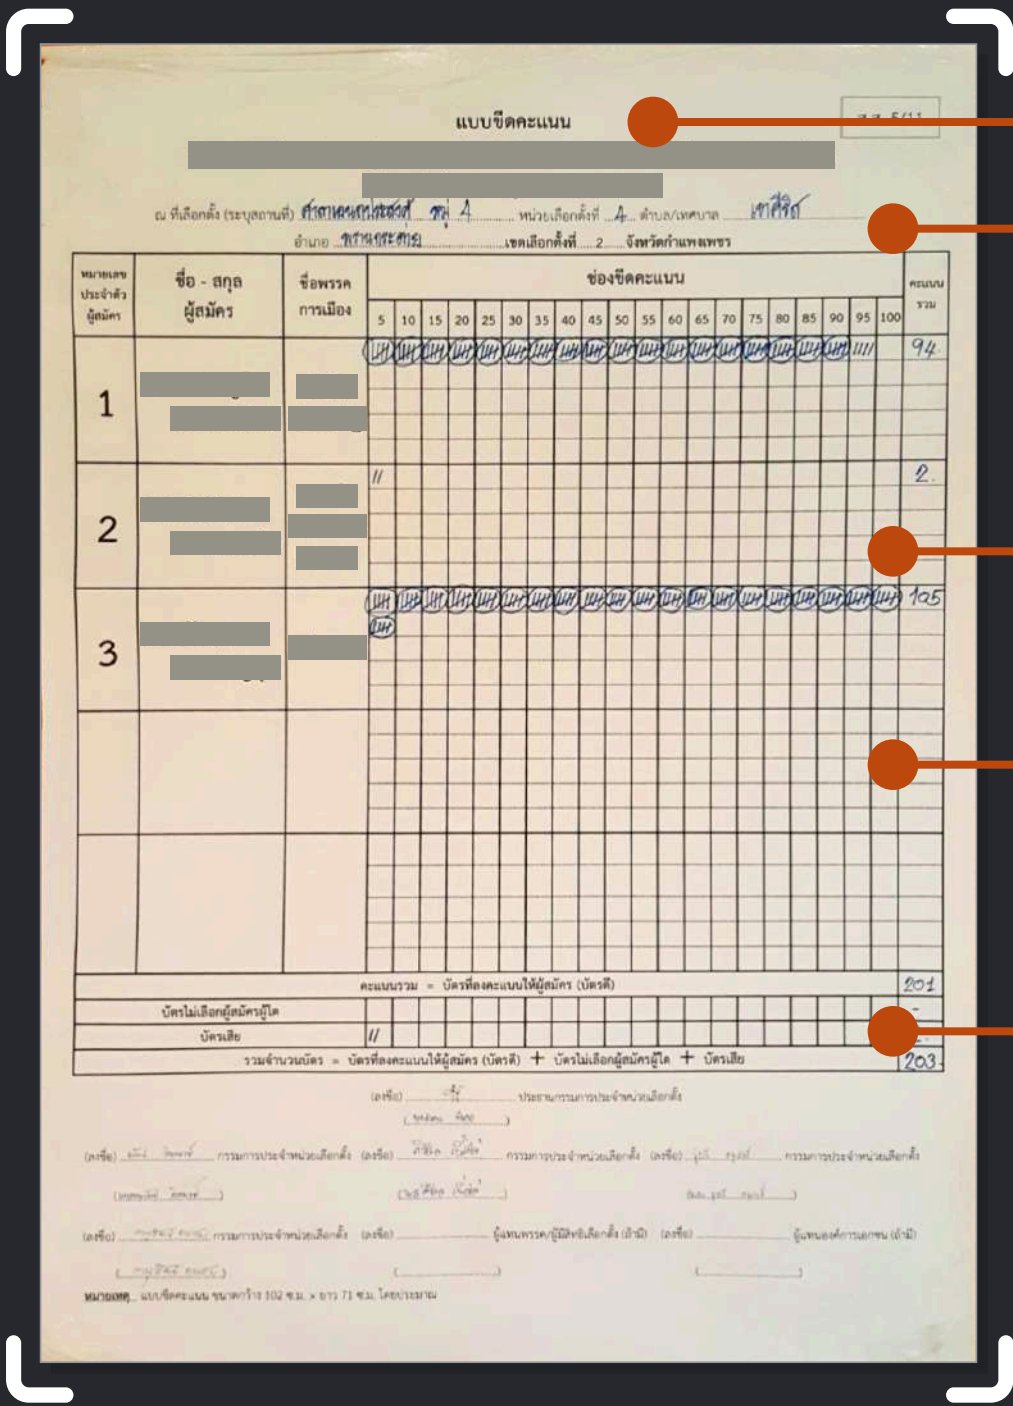 แบบขีดคะแนน
ส.ส. 5/11
ณ ที่เลือกตั้ง (ระบุสถานที่) ศาลาเอนกประสงค์ หมู่ 4 หน่วยเลือกตั้งที่ 4 ตำบล/เทศบาล เขาคีริส
อำเภอ พรานกระต่าย เขตเลือกตั้งที่ 2 จังหวัดกำแพงเพชร
หมายเลข ประจำตัว ผู้สมัคร
ชื่อ - สกุล ผู้สมัคร
ชื่อพรรค การเมือง
ช่องขีดคะแนน
คะแนน รวม
5 10 15 20 25 30 35 40 45 50 55 60 65 70 75 80 85 90 95 100
1 94
2 2
3 105
คะแนนรวม = บัตรที่ลงคะแนนให้ผู้สมัคร (บัตรดี) 201
บัตรไม่เลือกผู้สมัครผู้ใด -
บัตรเสีย
รวมจำนวนบัตร = บัตรที่ลงคะแนนให้ผู้สมัคร (บัตรดี) + บัตรไม่เลือกผู้สมัครผู้ใด + บัตรเสีย 203
(ลงชื่อ) ประธานกรรมการประจำหน่วยเลือกตั้ง
(ลงชื่อ) กรรมการประจำหน่วยเลือกตั้ง (ลงชื่อ) กรรมการประจำหน่วยเลือกตั้ง (ลงชื่อ) กรรมการประจำหน่วยเลือกตั้ง
(ลงชื่อ) กรรมการประจำหน่วยเลือกตั้ง (ลงชื่อ) ผู้แทนพรรค/ผู้มีสิทธิเลือกตั้ง (ถ้ามี) (ลงชื่อ) ผู้แทนองค์การเอกชน (ถ้ามี)
หมายเหตุ แบบขีดคะแนน ขนาดกว้าง 102 ซ.ม. × ยาว 71 ซ.ม. โดยประมาณ